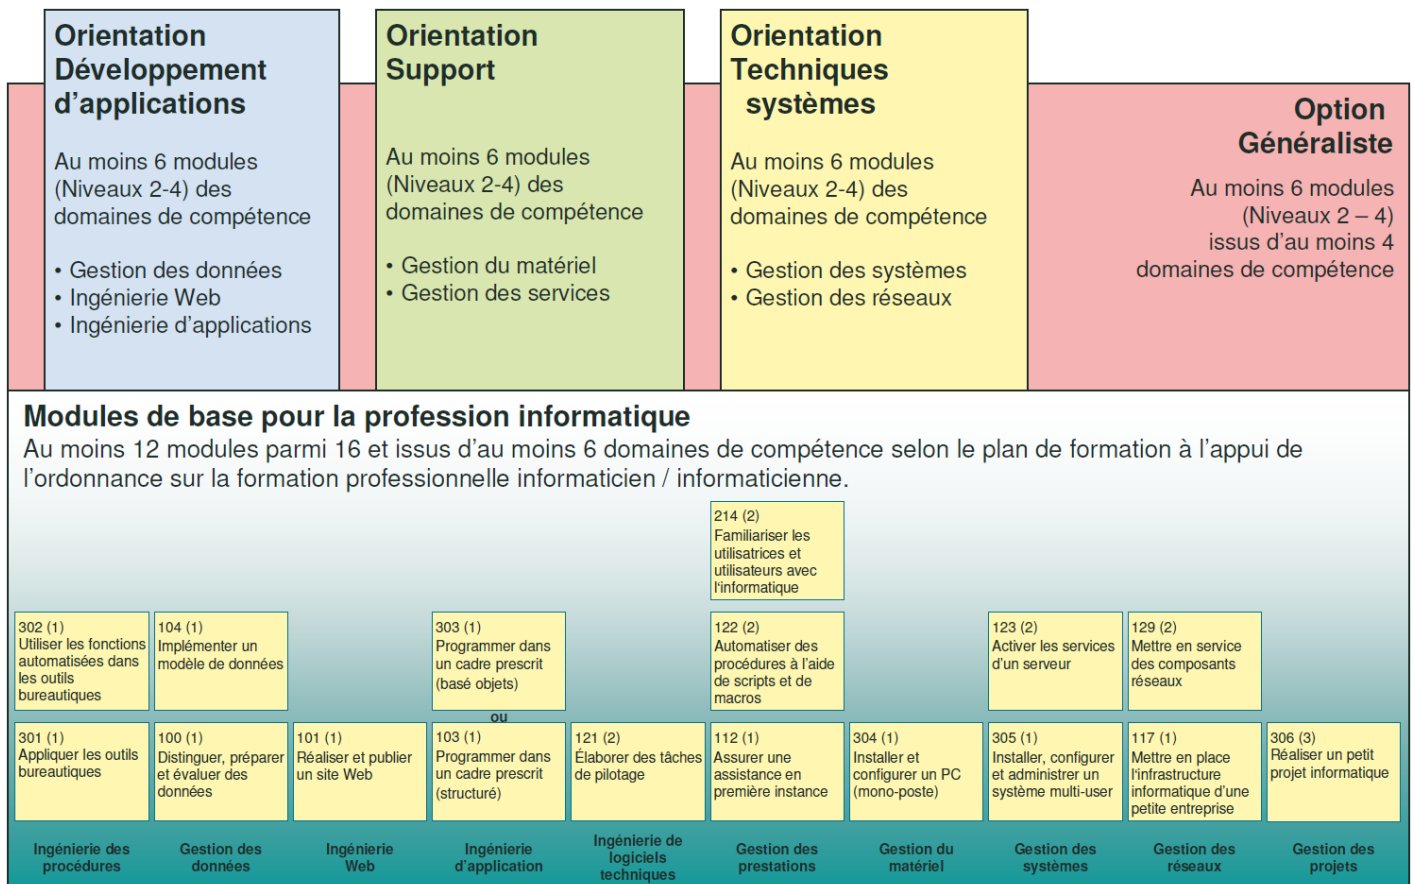 Orientation
Développement
d’applications
Au moins 6 modules
(Niveaux 2-4) des
domaines de compétence
• Gestion des données
• Ingénierie Web
• Ingénierie d’applications
Orientation
Support
Au moins 6 modules
(Niveaux 2-4) des
domaines de compétence
• Gestion du matériel
• Gestion des services
Orientation
Techniques
systèmes
Au moins 6 modules
(Niveaux 2-4) des
domaines de compétence
• Gestion des systèmes
• Gestion des réseaux
Option
Généraliste
Au moins 6 modules
(Niveaux 2 – 4)
issus d’au moins 4
domaines de compétence
Modules de base pour la profession informatique
Au moins 12 modules parmi 16 et issus d’au moins 6 domaines de compétence selon le plan de formation à l’appui de
l’ordonnance sur la formation professionnelle informaticien / informaticienne.
214 (2)
Familiariser les
utilisatrices et
utilisateurs avec
l‘informatique
302 (1)
Utiliser les fonctions
automatisées dans
les outils
bureautiques
104 (1)
Implémenter un
modèle de données
303 (1)
Programmer dans
un cadre prescrit
(basé objets)
122 (2)
Automatiser des
procédures à l’aide
de scripts et de
macros
123 (2)
Activer les services
d’un serveur
129 (2)
Mettre en service
des composants
réseaux
ou
301 (1)
Appliquer les outils
bureautiques
100 (1)
Distinguer, préparer
et évaluer des
données
101 (1)
Réaliser et publier
un site Web
103 (1)
Programmer dans
un cadre prescrit
(structuré)
121 (2)
Élaborer des tâches
de pilotage
112 (1)
Assurer une
assistance en
première instance
304 (1)
Installer et
configurer un PC
(mono-poste)
305 (1)
Installer, configurer
et administrer un
système multi-user
117 (1)
Mettre en place
l‘infrastructure
informatique d’une
petite entreprise
306 (3)
Réaliser un petit
projet informatique
Ingénierie des
procédures
Gestion des
données
Ingénierie
Web
Ingénierie
d’application
Ingénierie de
logiciels
techniques
Gestion des
prestations
Gestion du
matériel
Gestion des
systèmes
Gestion des
réseaux
Gestion des
projets